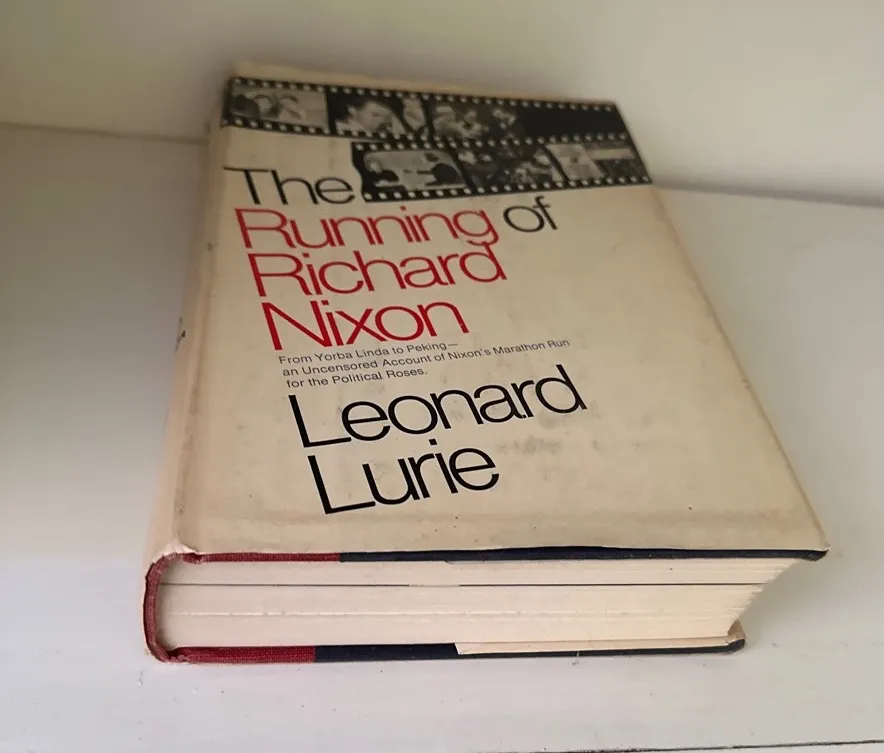 The
Running of
Richard
Nixon
From Yorba Linda to Peking—
an Uncensored Account of Nixon's Marathon Run
for the Political Roses.
Leonard
Lurie